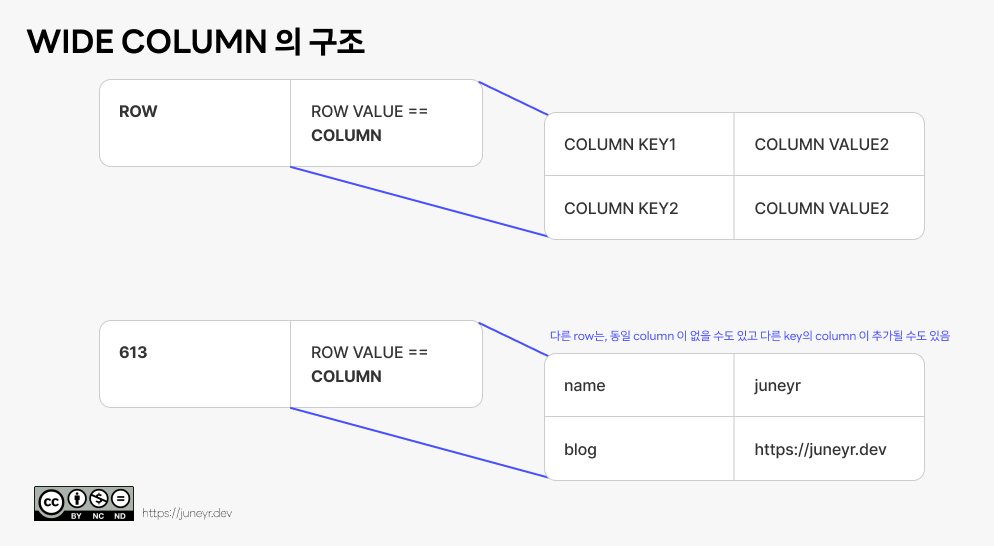 WIDE COLUMN 의 구조
ROW
ROW VALUE ==
COLUMN
COLUMN KEY1
COLUMN VALUE2
COLUMN KEY2
COLUMN VALUE2
다른 row는, 동일 column 이 없을 수도 있고 다른 key의 column 이 추가될 수도 있음
613
ROW VALUE ==
COLUMN
name
juneyr
blog
https://juneyr.dev
cc
BY NC ND
https://juneyr.dev